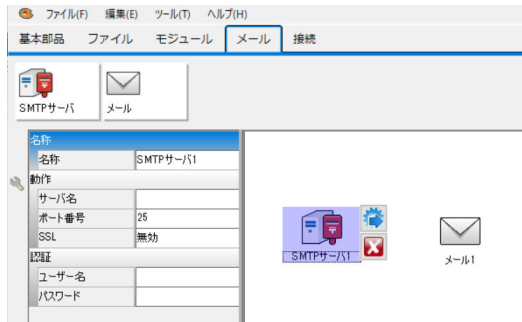 ファイル(F) 編集(E) ツール(T) ヘルプ(H)
基本部品 ファイル モジュール メール 接続
SMTPサーバ メール
名称
名称 SMTPサーバ1
動作
サーバ名
ポート番号 25
SSL 無効
認証
ユーザー名
パスワード
SMTPサーバ1
メール1